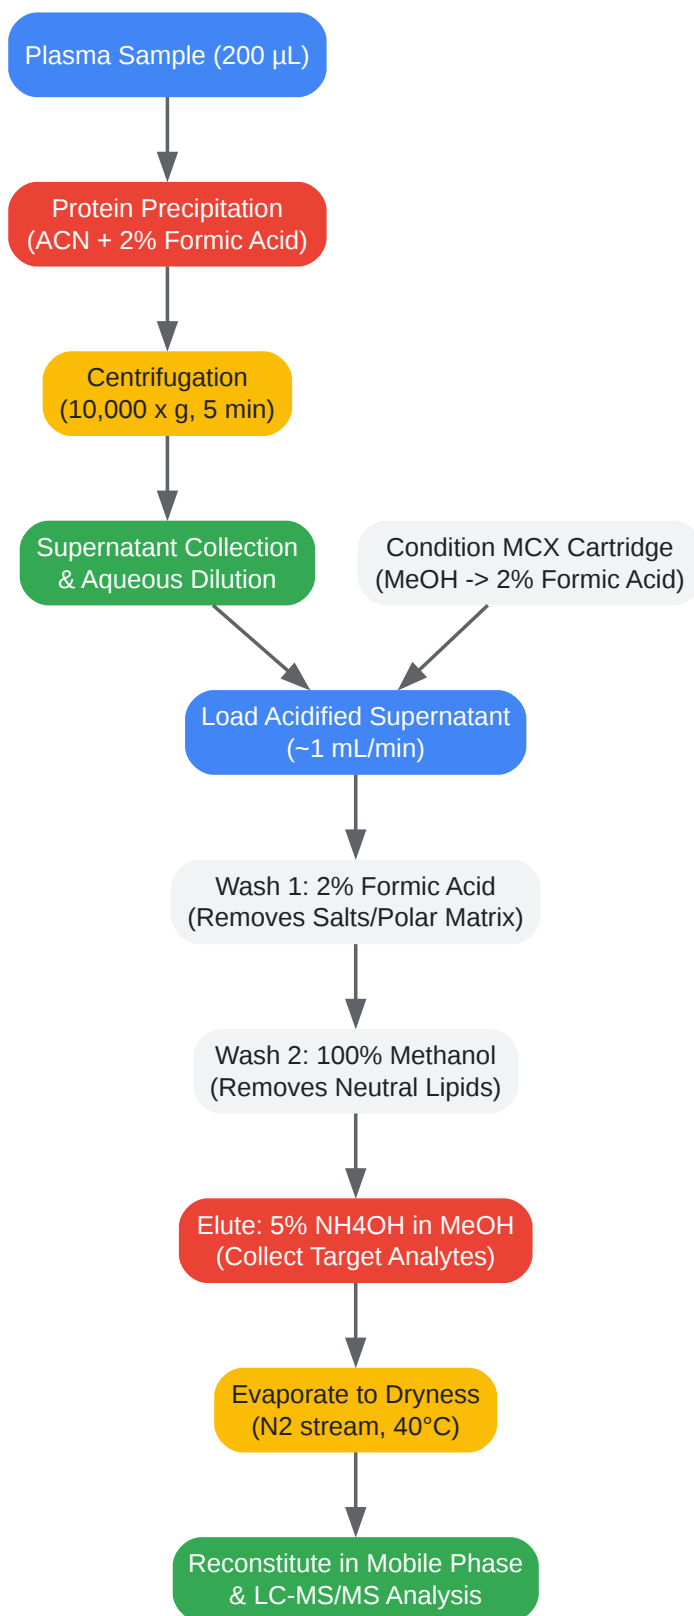 Plasma Sample (200 µL)
Protein Precipitation
(ACN + 2% Formic Acid)
Centrifugation
(10,000 x g, 5 min)
Supernatant Collection
& Aqueous Dilution
Condition MCX Cartridge
(MeOH -> 2% Formic Acid)
Load Acidified Supernatant
(~1 mL/min)
Wash 1: 2% Formic Acid
(Removes Salts/Polar Matrix)
Wash 2: 100% Methanol
(Removes Neutral Lipids)
Elute: 5% NH4OH in MeOH
(Collect Target Analytes)
Evaporate to Dryness
(N2 stream, 40°C)
Reconstitute in Mobile Phase
& LC-MS/MS Analysis